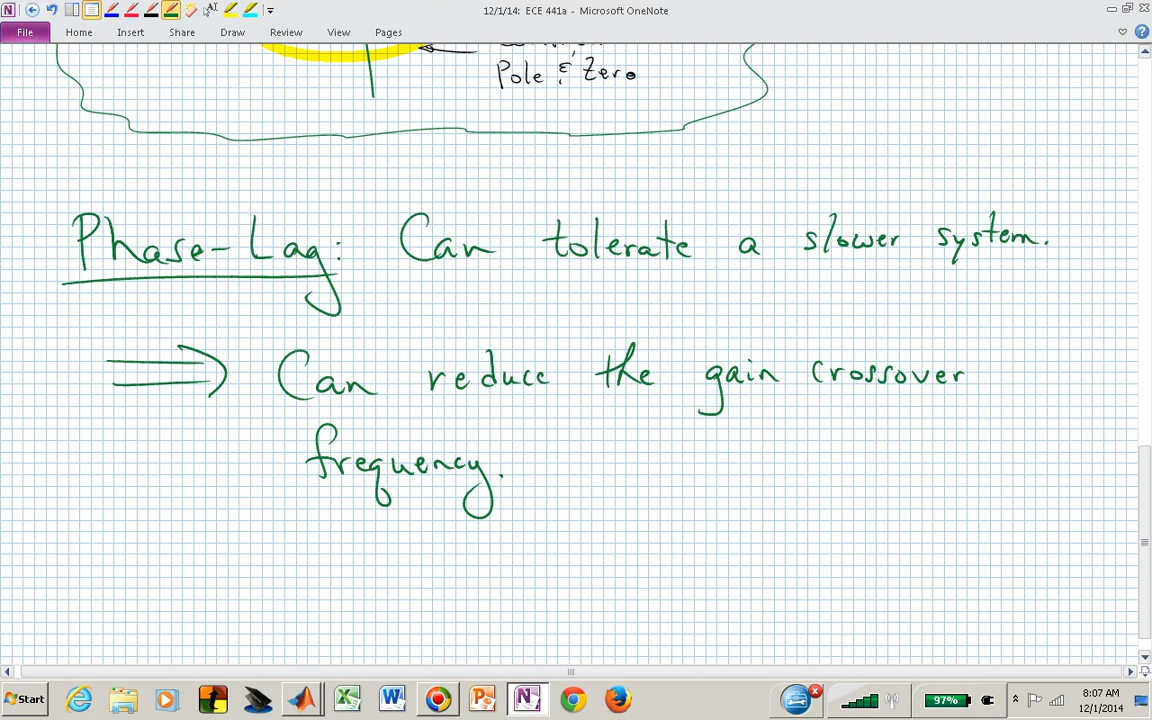 12/1/14: ECE 441a - Microsoft OneNote
File Home Insert Share Draw Review View Pages
Pole & Zero
Phase-Lag: Can tolerate a slower system.
⇒ Can reduce the gain crossover
frequency.
Start 97% 8:07 AM
12/1/2014